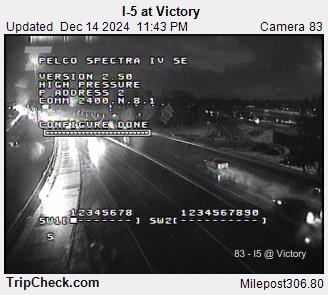 I-5 at Victory
Updated Dec 14 2024 11:43 PM Camera 83
PELCO SPECTRA IV SE
VERSION 2.50
HIGH PRESSURE
P ADDRESS 2
COMM 2400.N.8.1
CONFIGURE DONE
12345678 1234567890
SW1[ SW2[
S
83 - I5 @ Victory
TripCheck.com Milepost306.80